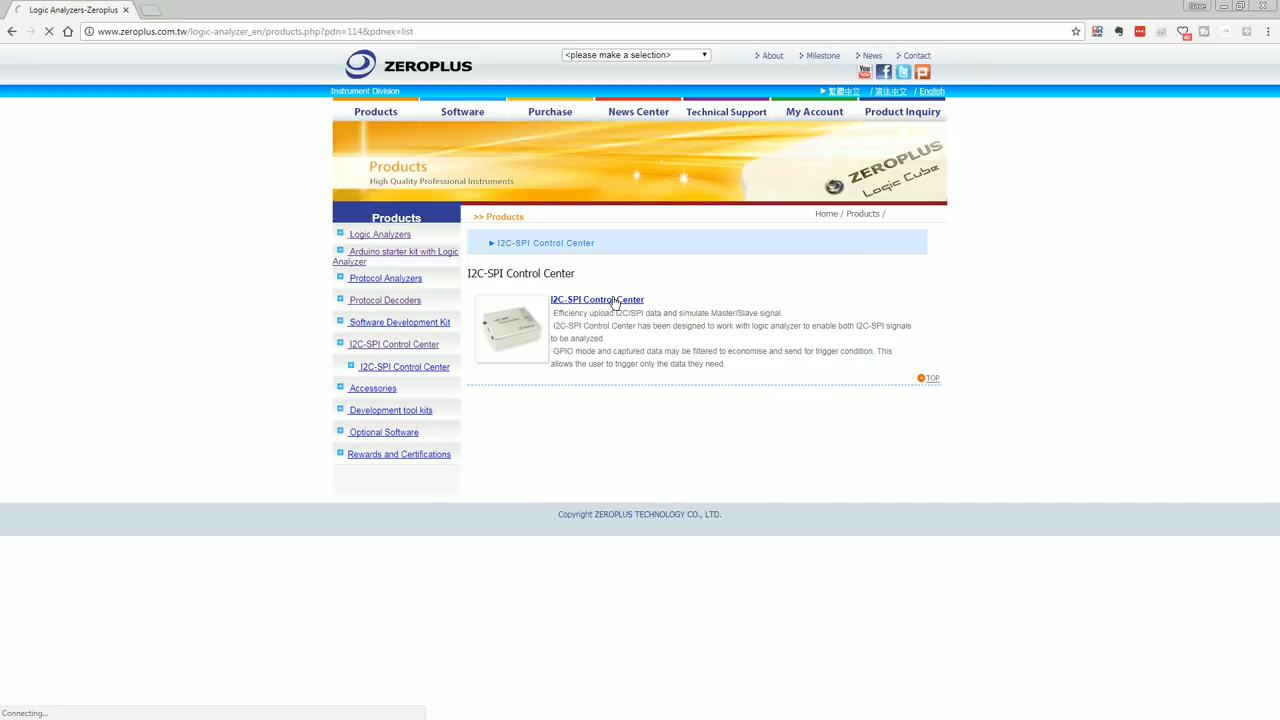 Logic Analyzers-Zeroplus
Dave
www.zeroplus.com.tw/logic-analyzer_en/products.php?pdn=114&pdnex=list
ZEROPLUS
<please make a selection>
About
Milestone
News
Contact
You
Instrument Division
繁體中文 / 简体中文 / English
Products
Software
Purchase
News Center
Technical Support
My Account
Product Inquiry
Products
High Quality Professional Instruments
ZEROPLUS
Logic Cube
Products
>> Products
Home / Products /
Logic Analyzers
Arduino starter kit with Logic
Analyzer
Protocol Analyzers
Protocol Decoders
Software Development Kit
I2C-SPI Control Center
I2C-SPI Control Center
Accessories
Development tool kits
Optional Software
Rewards and Certifications
I2C-SPI Control Center
I2C-SPI Control Center
I2C-SPI Control Center
·Efficiency upload I2C/SPI data and simulate Master/Slave signal.
·I2C-SPI Control Center has been designed to work with logic analyzer to enable both I2C-SPI signals
to be analyzed.
·GPIO mode and captured data may be filtered to economise and send for trigger condition. This
allows the user to trigger only the data they need.
TOP
Copyright ZEROPLUS TECHNOLOGY CO., LTD.
Connecting...